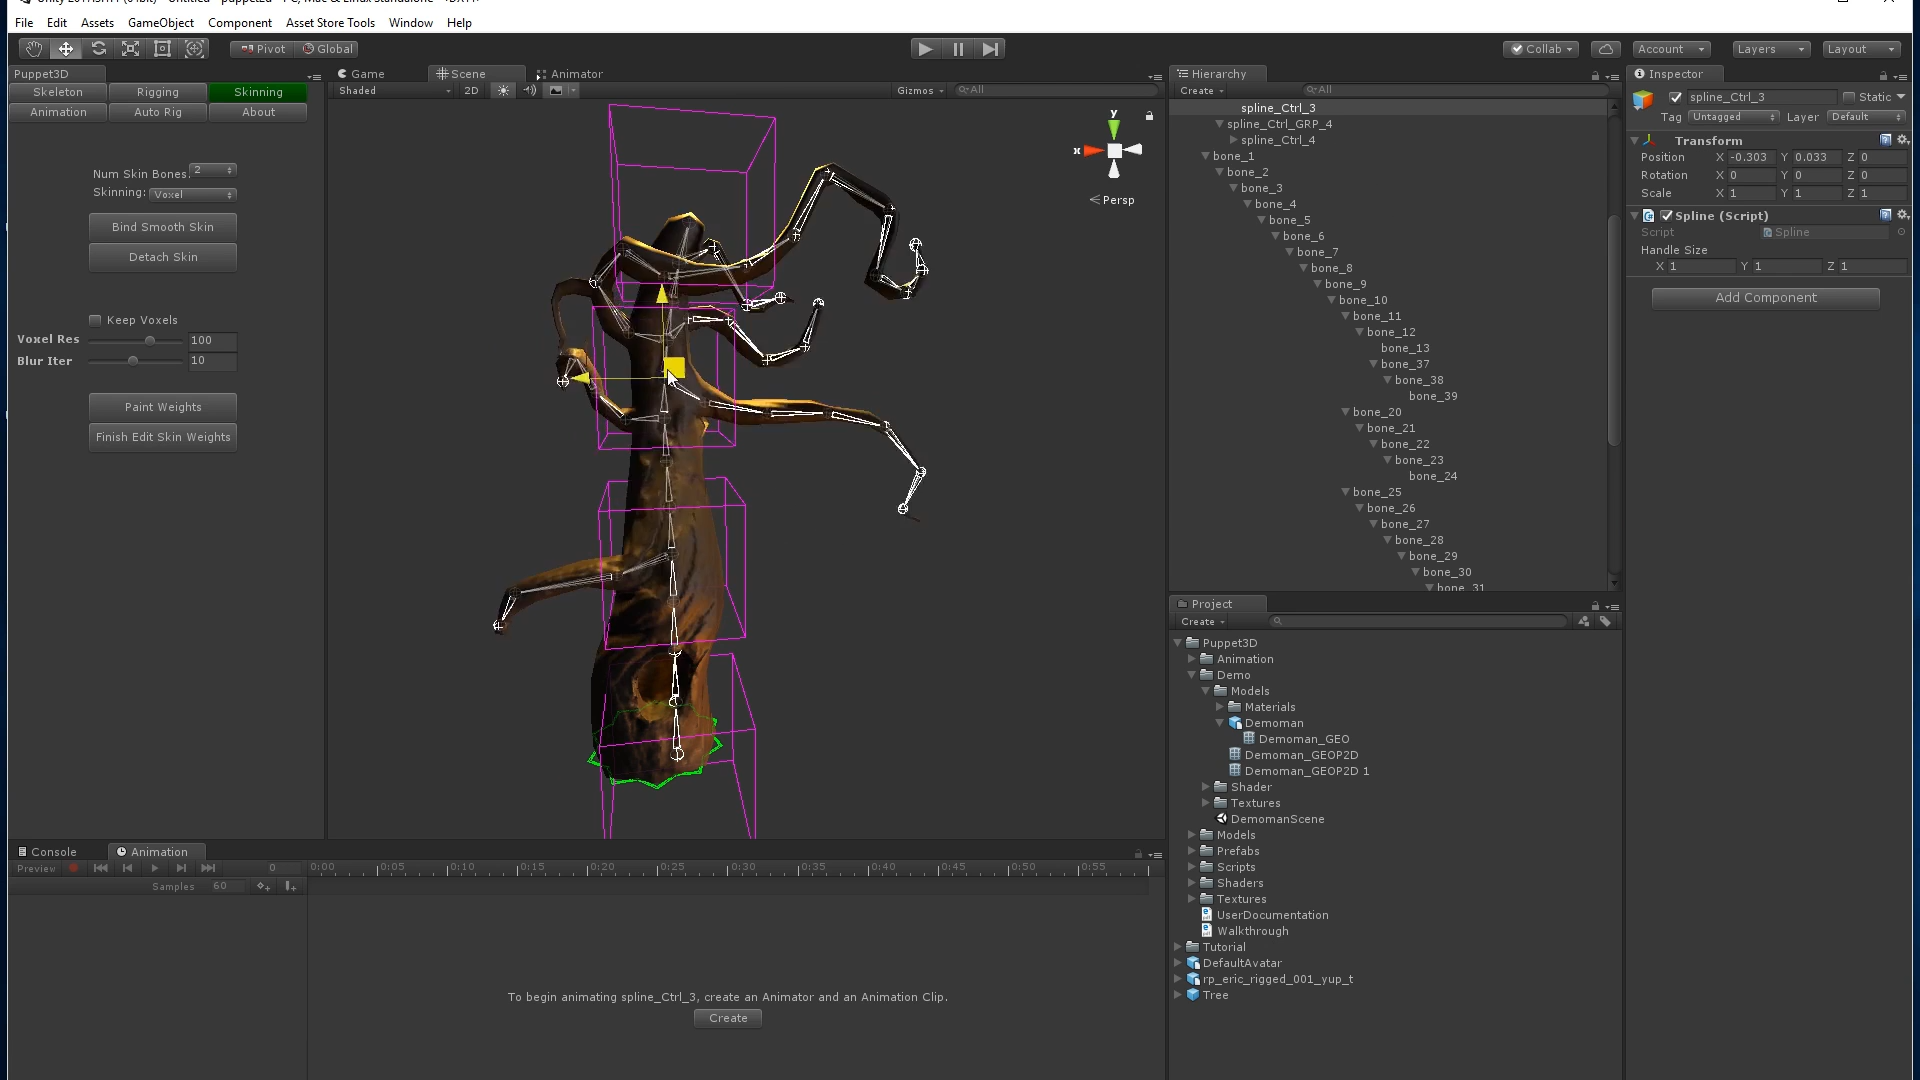 File Edit Assets GameObject Component Asset Store Tools Window Help
Pivot Global Collab Account Layers Layout
Puppet3D
Skeleton Rigging Skinning
Animation Auto Rig About
Num Skin Bones: 2
Skinning: Voxel
Bind Smooth Skin
Detach Skin
Keep Voxels
Voxel Res 100
Blur Iter 10
Paint Weights
Finish Edit Skin Weights
Game Scene Animator
Shaded 2D Gizmos All
y
x
Persp
Hierarchy
Create All
spline_Ctrl_3
spline_Ctrl_GRP_4
spline_Ctrl_4
bone_1
bone_2
bone_3
bone_4
bone_5
bone_6
bone_7
bone_8
bone_9
bone_10
bone_11
bone_12
bone_13
bone_37
bone_38
bone_39
bone_20
bone_21
bone_22
bone_23
bone_24
bone_25
bone_26
bone_27
bone_28
bone_29
bone_30
bone_31
Inspector
spline_Ctrl_3 Static
Tag Untagged Layer Default
Transform
Position X -0.303 Y 0.033 Z 0
Rotation X 0 Y 0 Z 0
Scale X 1 Y 1 Z 1
Spline (Script)
Script Spline
Handle Size
X 1 Y 1 Z 1
Add Component
Project
Create
Puppet3D
Animation
Demo
Models
Materials
Demoman
Demoman_GEO
Demoman_GEOP2D
Demoman_GEOP2D 1
Shader
Textures
DemomanScene
Models
Prefabs
Scripts
Shaders
Textures
UserDocumentation
Walkthrough
Tutorial
DefaultAvatar
rp_eric_rigged_001_yup_t
Tree
Console Animation
Preview 0 0:00 0:05 0:10 0:15 0:20 0:25 0:30 0:35 0:40 0:45 0:50 0:55
Samples 60
To begin animating spline_Ctrl_3, create an Animator and an Animation Clip.
Create